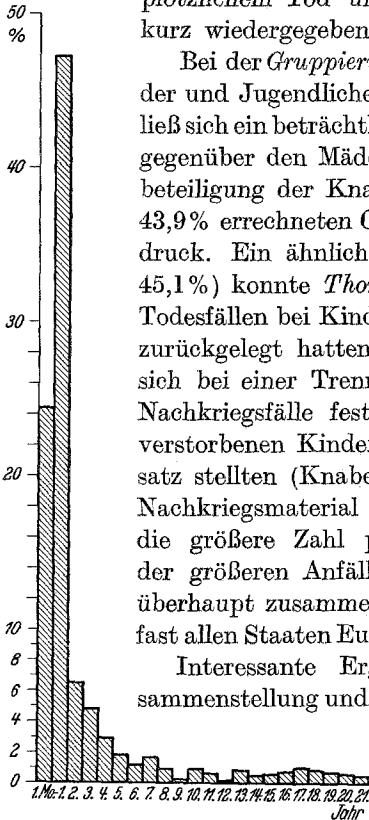 plötzlichem Tod
kurz wiedergegeben
Bei der Gruppier
der und Jugendliche
ließ sich ein beträchtl
gegenüber den Mäd
beteiligung der Kna
43,9% errechneten
druck. Ein ähnlich
45,1%) konnte Tho
Todesfällen bei Kind
zurückgelegt hatten
sich bei einer Tren
Nachkriegsfälle fest
verstorbenen Kinder
satz stellten (Knabe
Nachkriegsmaterial
die größere Zahl
der größeren Anfäll
überhaupt zusamme
fast allen Staaten Eu
Interessante Er
sammenstellung und
50
%
40
30
20
10
8
6
4
2
0
1.Mo.-1. 2. 3. 4. 5. 6. 7. 8. 9. 10. 11. 12. 13. 14. 15. 16. 17. 18. 19. 20. 21.
Jahr